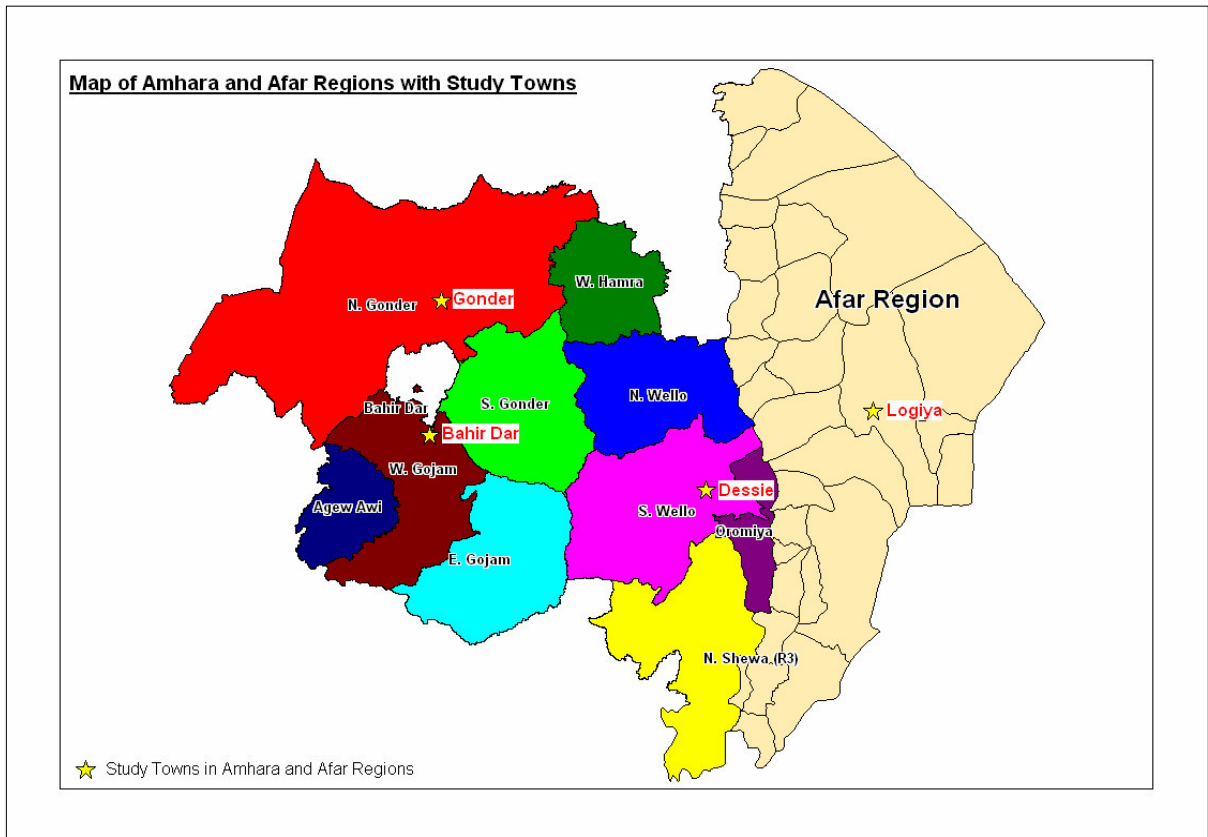 Map of Amhara and Afar Regions with Study Towns
W. Hamra
Afar Region
N. Gonder
Gonder
N. Wello
S. Gonder
Bahir Dar
Logiya
Bahir Dar
W. Gojam
Dessie
Agew Awi
S. Wello
Oromiya
E. Gojam
N. Shewa (R3)
Study Towns in Amhara and Afar Regions